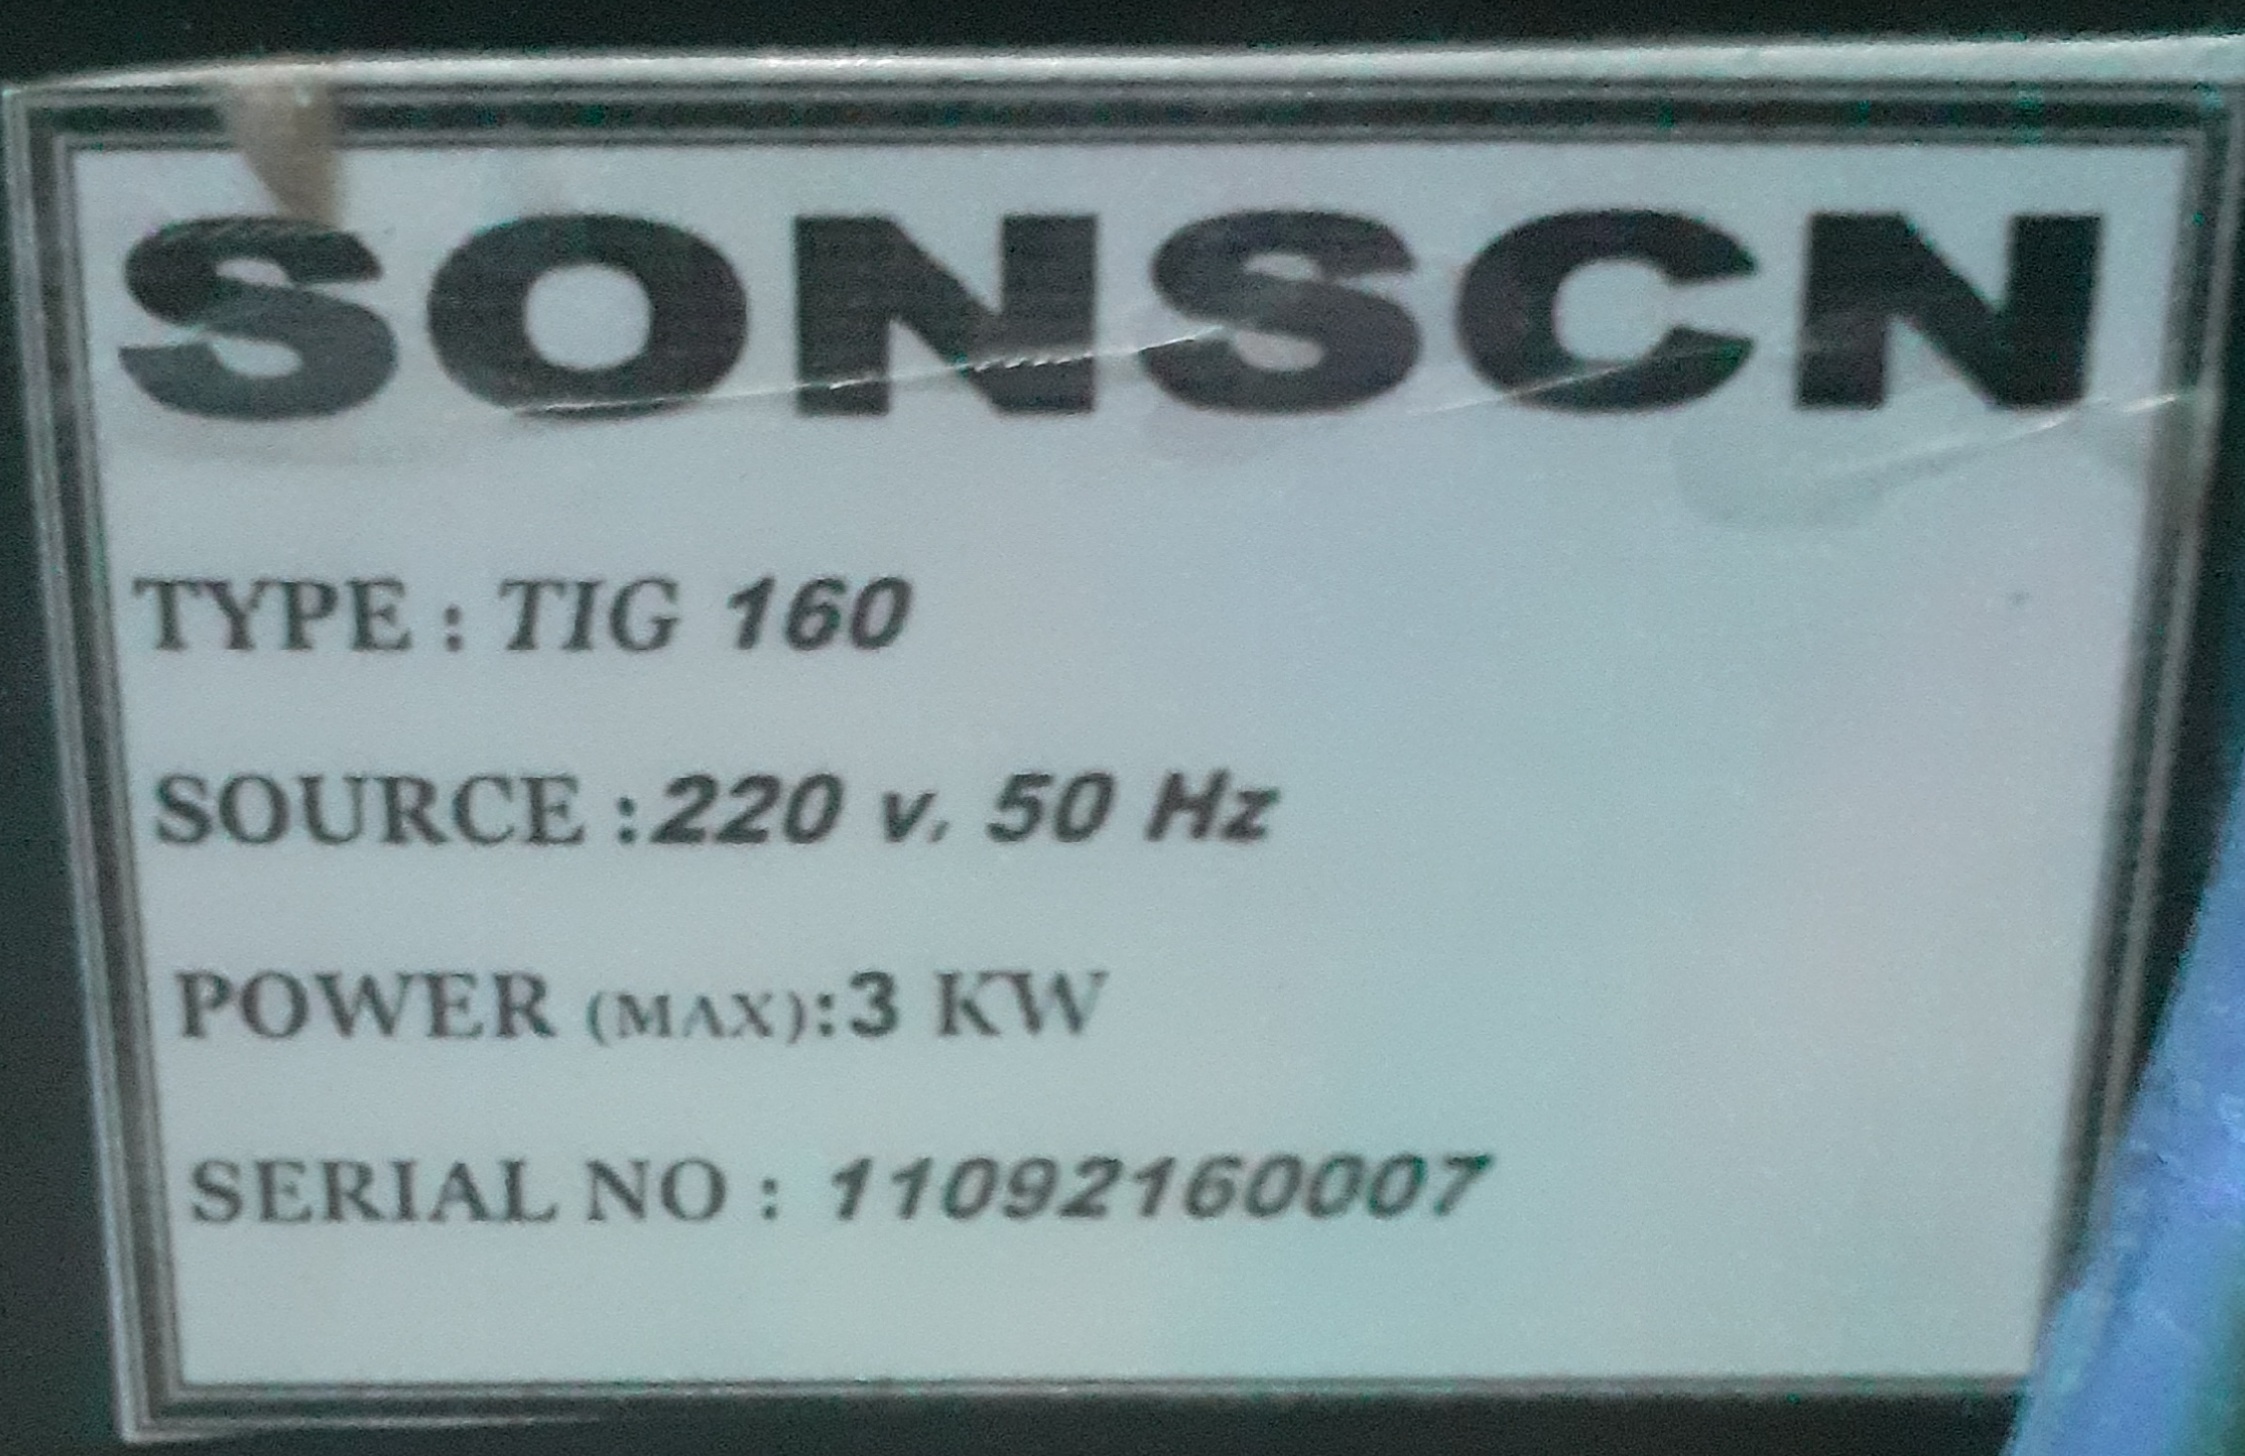 SONSCN
TYPE : TIG 160
SOURCE :220 v. 50 Hz
POWER (MAX):3 KW
SERIAL NO : 11092160007